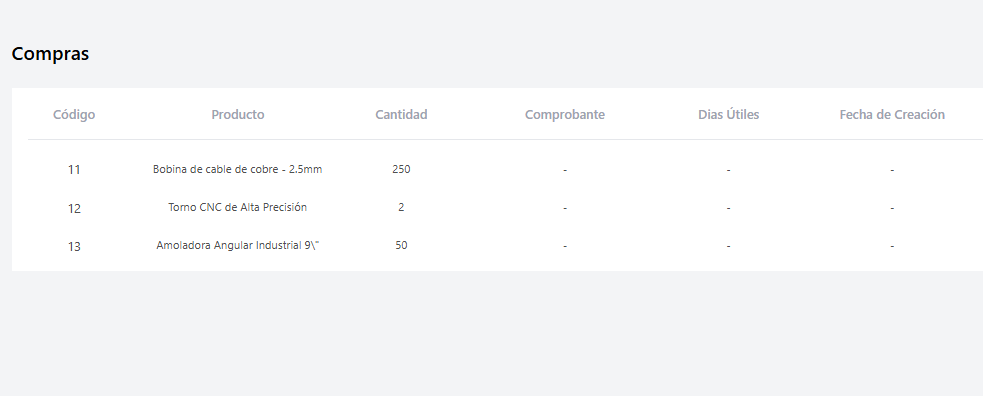 Compras
Código Producto Cantidad Comprobante Dias Útiles Fecha de Creación
11 Bobina de cable de cobre - 2.5mm 250 - - -
12 Torno CNC de Alta Precisión 2 - - -
13 Amoladora Angular Industrial 9\" 50 - - -